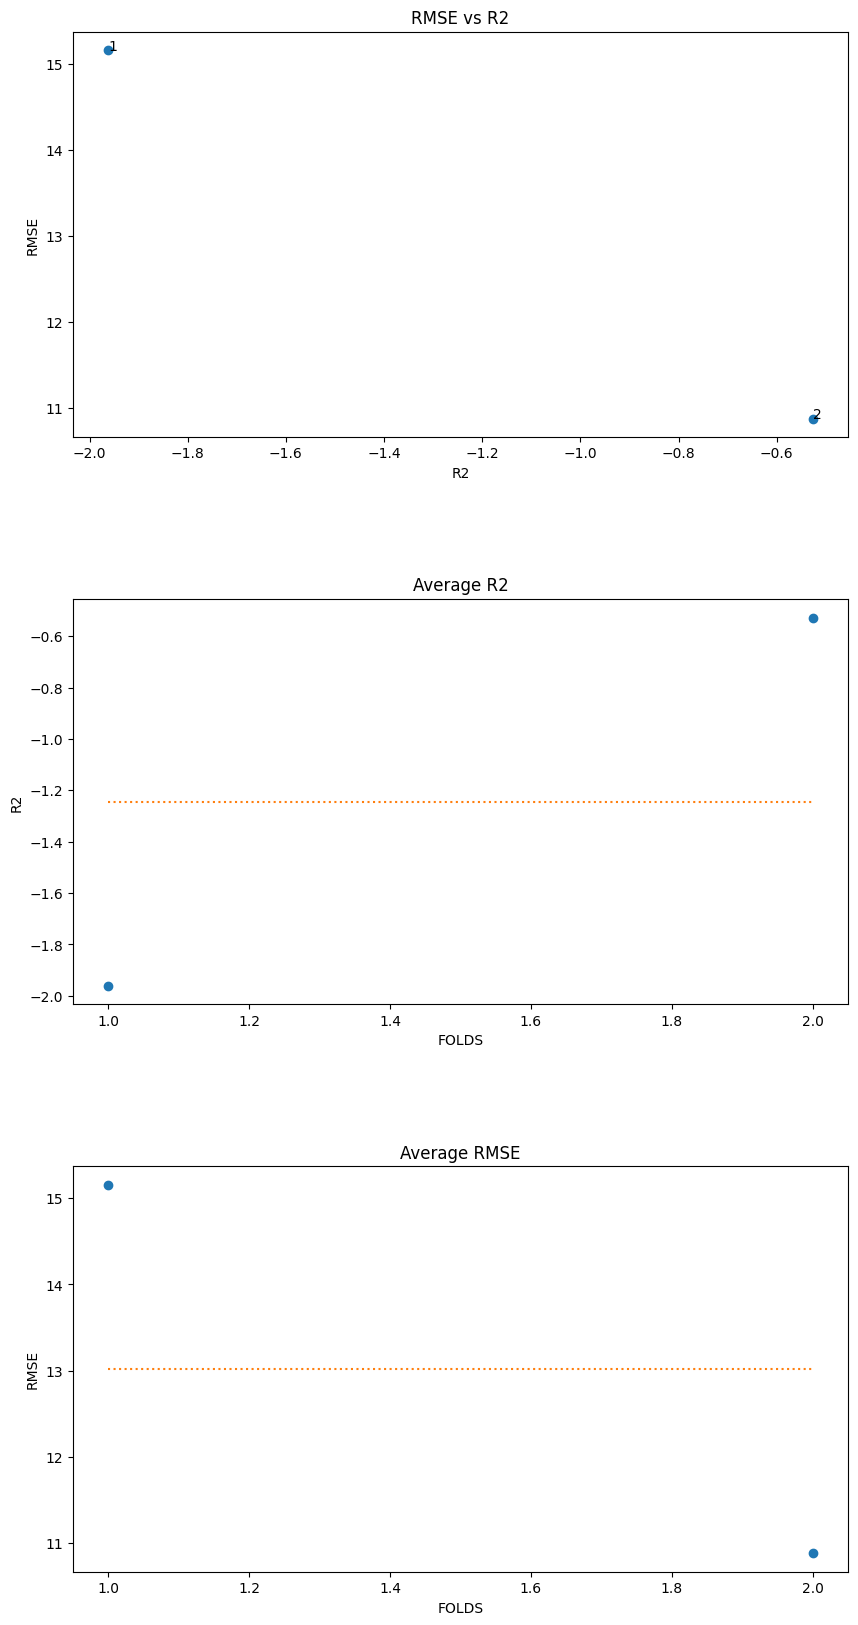 RMSE vs R2
15
14
13
12
11
RMSE
1
2
−2.0 −1.8 −1.6 −1.4 −1.2 −1.0 −0.8 −0.6
R2
Average R2
−0.6
−0.8
−1.0
−1.2
−1.4
−1.6
−1.8
−2.0
R2
1.0 1.2 1.4 1.6 1.8 2.0
FOLDS
Average RMSE
15
14
13
12
11
RMSE
1.0 1.2 1.4 1.6 1.8 2.0
FOLDS